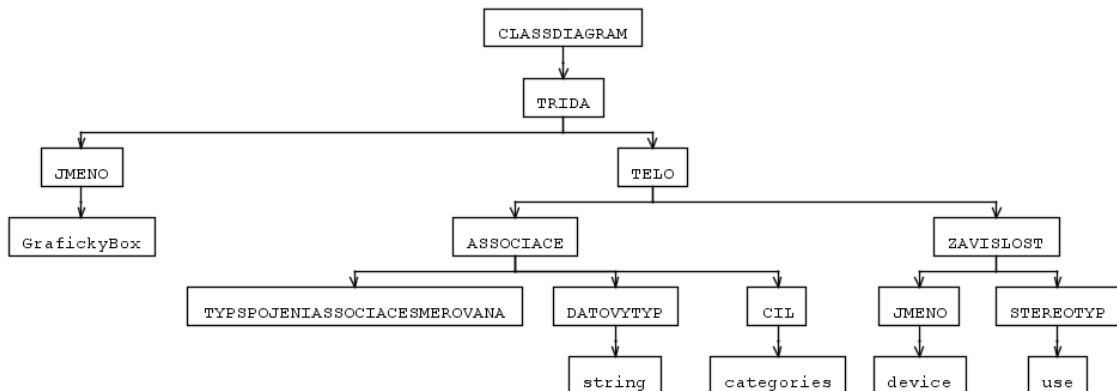 CLASSDIAGRAM
TRIDA
JMENO
TELO
GrafickyBox
ASSOCIACE
ZAVISLOST
TYPSPOJENIASSOCIACESMEROVANA
DATOVYTYP
CIL
JMENO
STEREOTYP
string
categories
device
use